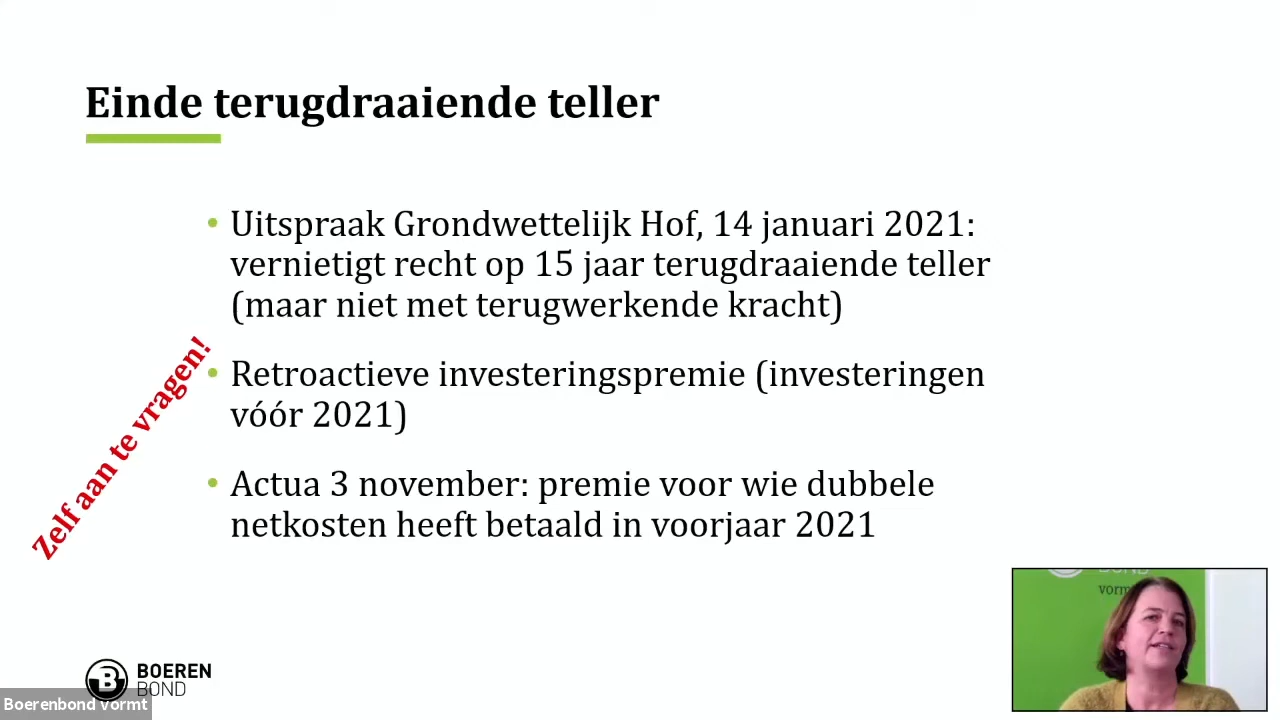 Einde terugdraaiende teller
• Uitspraak Grondwettelijk Hof, 14 januari 2021:
vernietigt recht op 15 jaar terugdraaiende teller
(maar niet met terugwerkende kracht)
Zelf aan te vragen!
• Retroactieve investeringspremie (investeringen
vóór 2021)
• Actua 3 november: premie voor wie dubbele
netkosten heeft betaald in voorjaar 2021
B BOEREN
BOND
Boerenbond Vormt